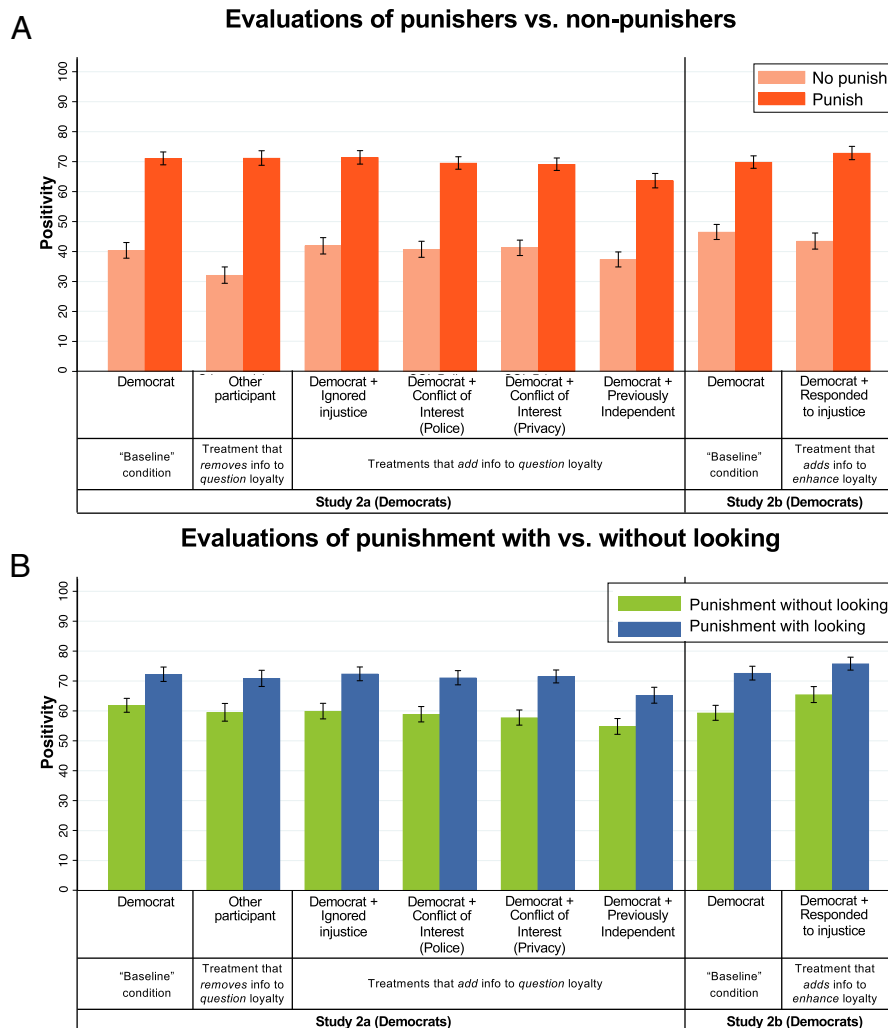 A
Evaluations of punishers vs. non-punishers
No punish
Punish
Positivity
100
90
80
70
60
50
40
30
20
10
0
Democrat
Other
participant
Democrat +
Ignored
injustice
Democrat +
Conflict of
Interest
(Police)
Democrat +
Conflict of
Interest
(Privacy)
Democrat +
Previously
Independent
Democrat
Democrat +
Responded
to injustice
“Baseline”
condition
Treatment that
removes info to
question loyalty
Treatments that add info to question loyalty
“Baseline”
condition
Treatment that
adds info to
enhance loyalty
Study 2a (Democrats)
Study 2b (Democrats)
B
Evaluations of punishment with vs. without looking
Punishment without looking
Punishment with looking
Positivity
100
90
80
70
60
50
40
30
20
10
0
Democrat
Other
participant
Democrat +
Ignored
injustice
Democrat +
Conflict of
Interest
(Police)
Democrat +
Conflict of
Interest
(Privacy)
Democrat +
Previously
Independent
Democrat
Democrat +
Responded
to injustice
“Baseline”
condition
Treatment that
removes info to
question loyalty
Treatments that add info to question loyalty
“Baseline”
condition
Treatment that
adds info to
enhance loyalty
Study 2a (Democrats)
Study 2b (Democrats)